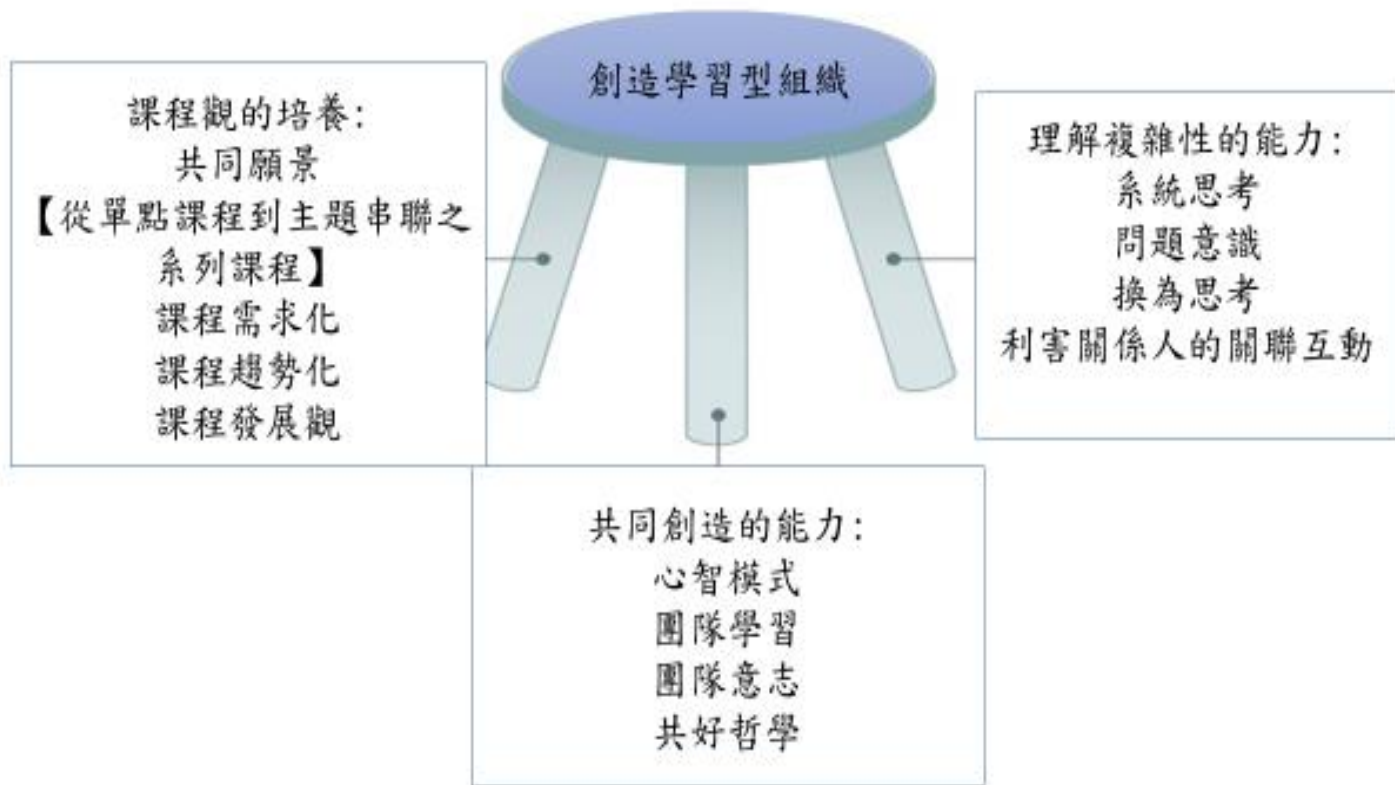 創造學習型組織
課程觀的培養:
共同願景
【從單點課程到主題串聯之
系列課程】
課程需求化
課程趨勢化
課程發展觀
理解複雜性的能力:
系統思考
問題意識
換為思考
利害關係人的關聯互動
共同創造的能力:
心智模式
團隊學習
團隊意志
共好哲學